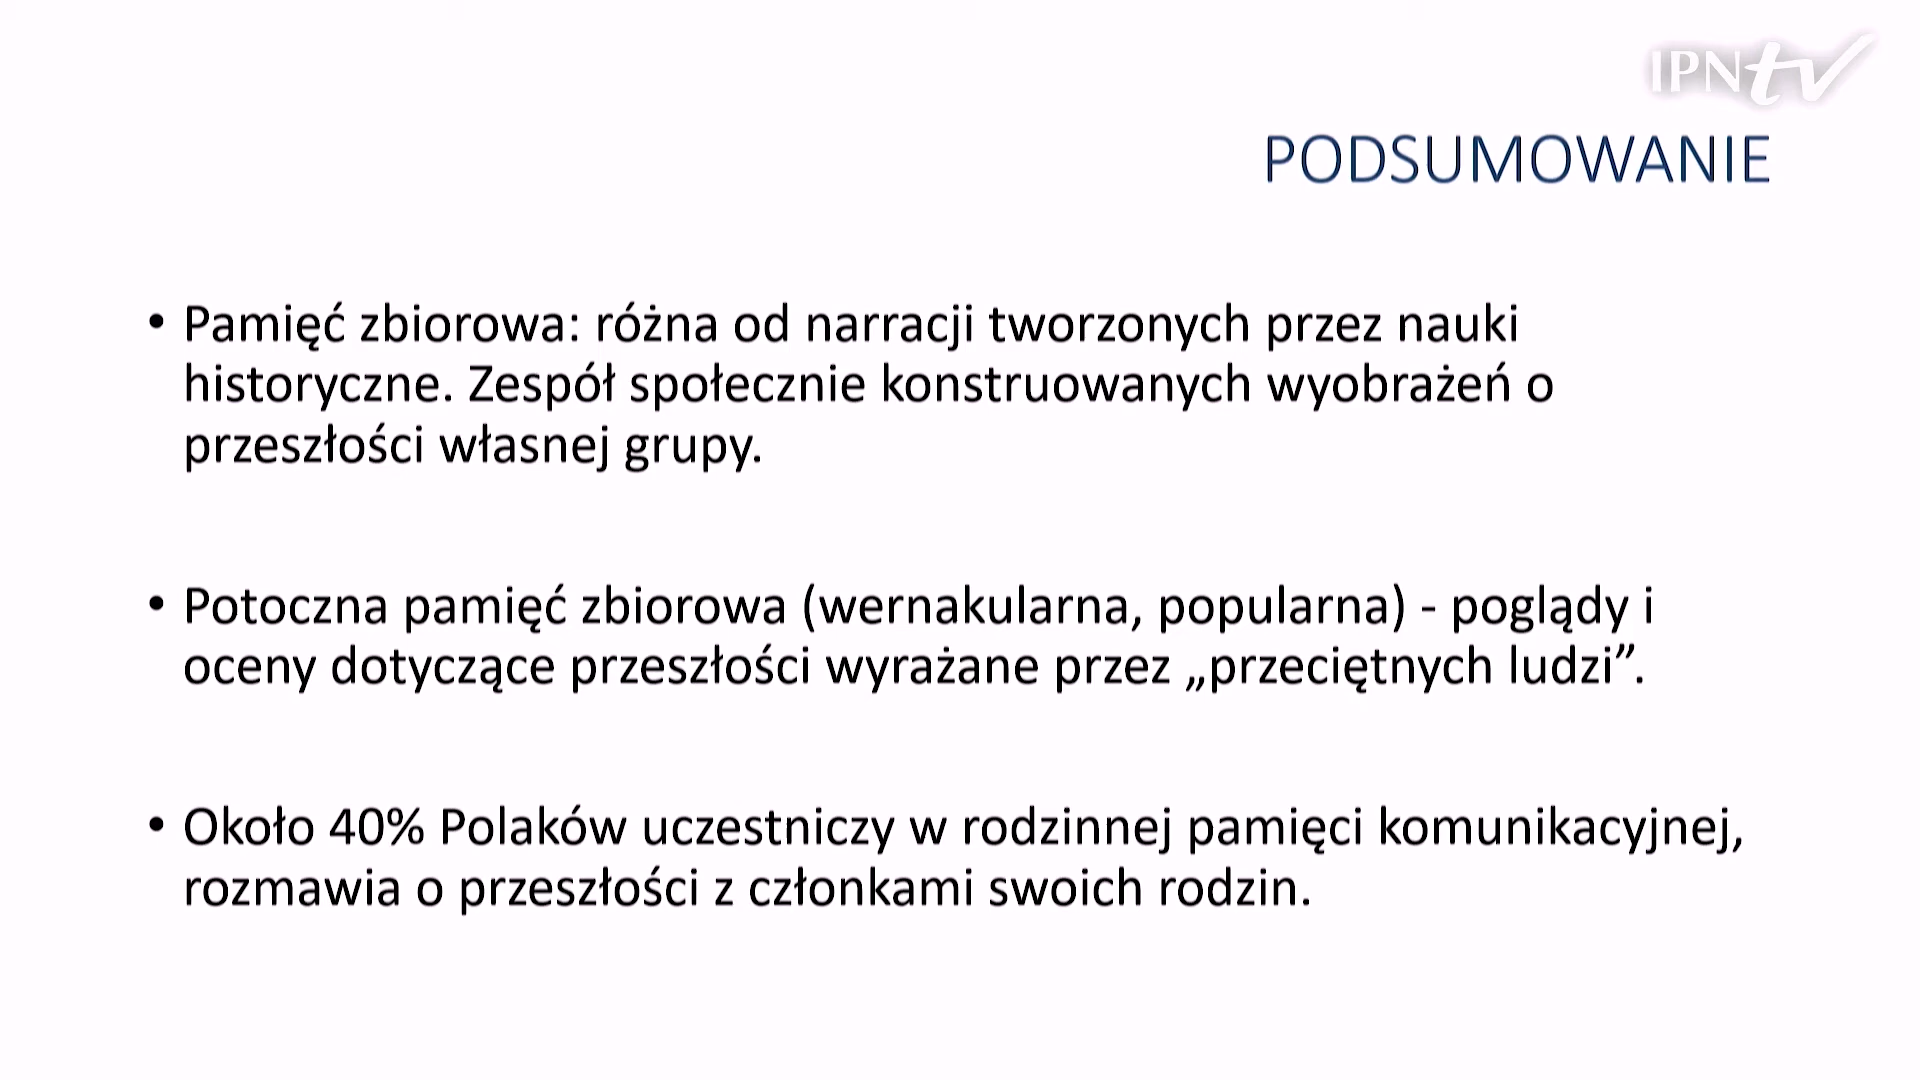 IPNtv
PODSUMOWANIE
• Pamięć zbiorowa: różna od narracji tworzonych przez nauki
historyczne. Zespół społecznie konstruowanych wyobrażeń o
przeszłości własnej grupy.
• Potoczna pamięć zbiorowa (wernakularna, popularna) - poglądy i
oceny dotyczące przeszłości wyrażane przez „przeciętnych ludzi”.
• Około 40% Polaków uczestniczy w rodzinnej pamięci komunikacyjnej,
rozmawia o przeszłości z członkami swoich rodzin.